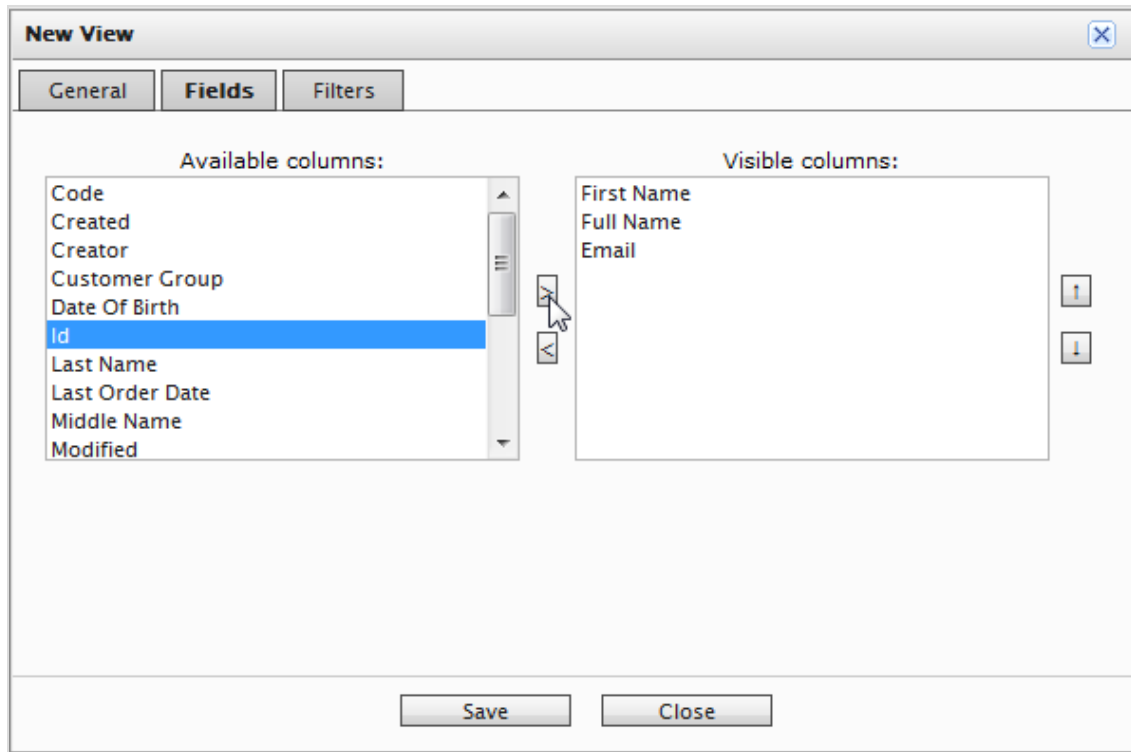 New View
General Fields Filters
Available columns:
Code
Created
Creator
Customer Group
Date Of Birth
Id
Last Name
Last Order Date
Middle Name
Modified
>
<
Visible columns:
First Name
Full Name
Email
↑
↓
Save Close